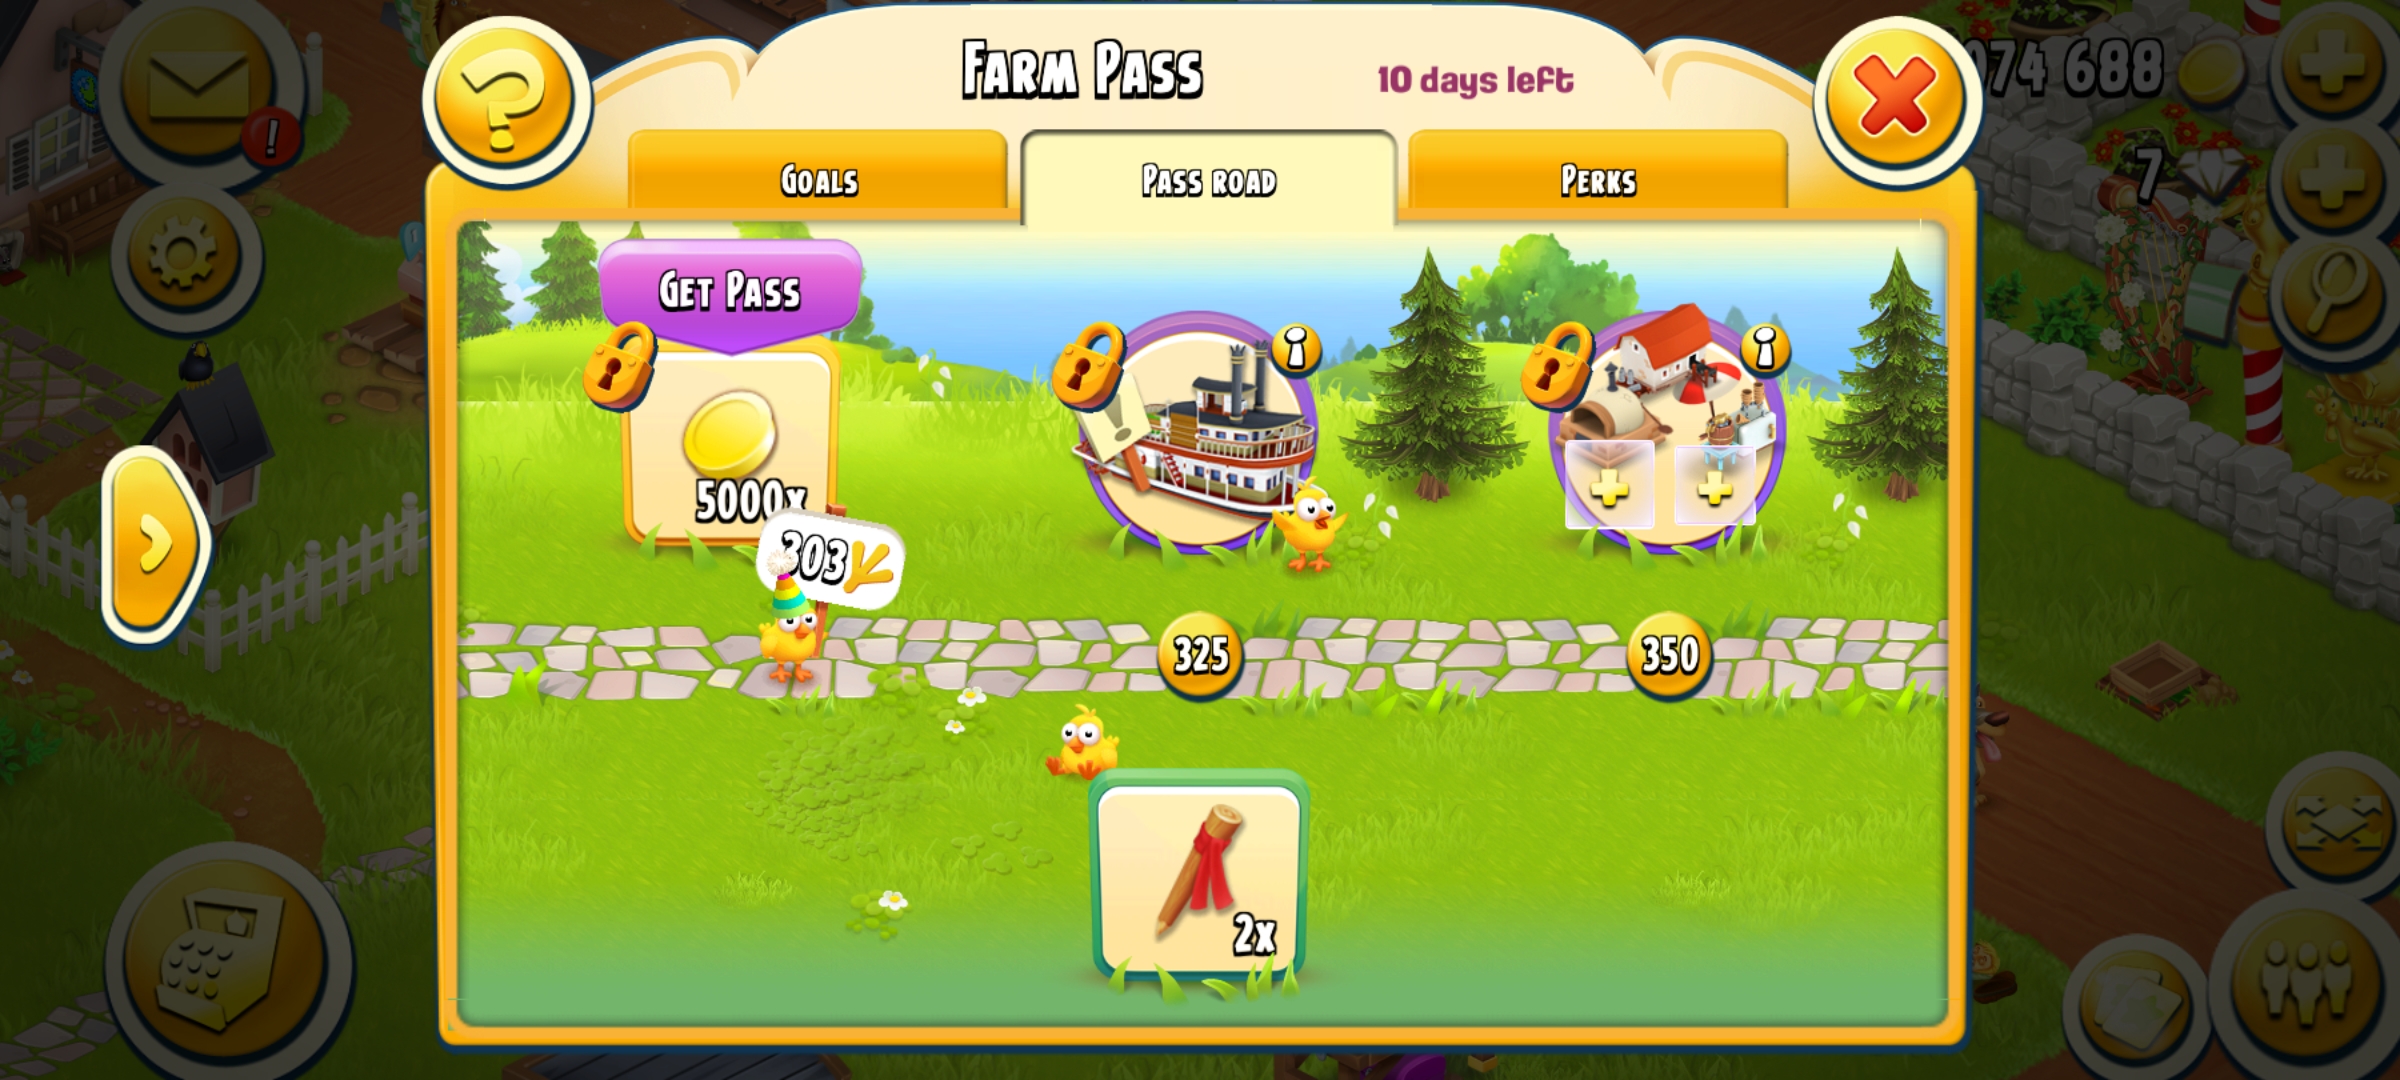 FARM PASS
10 days left
GOALS
PASS ROAD
PERKS
074 688
7
GET PASS
5000x
303
325
350
2x